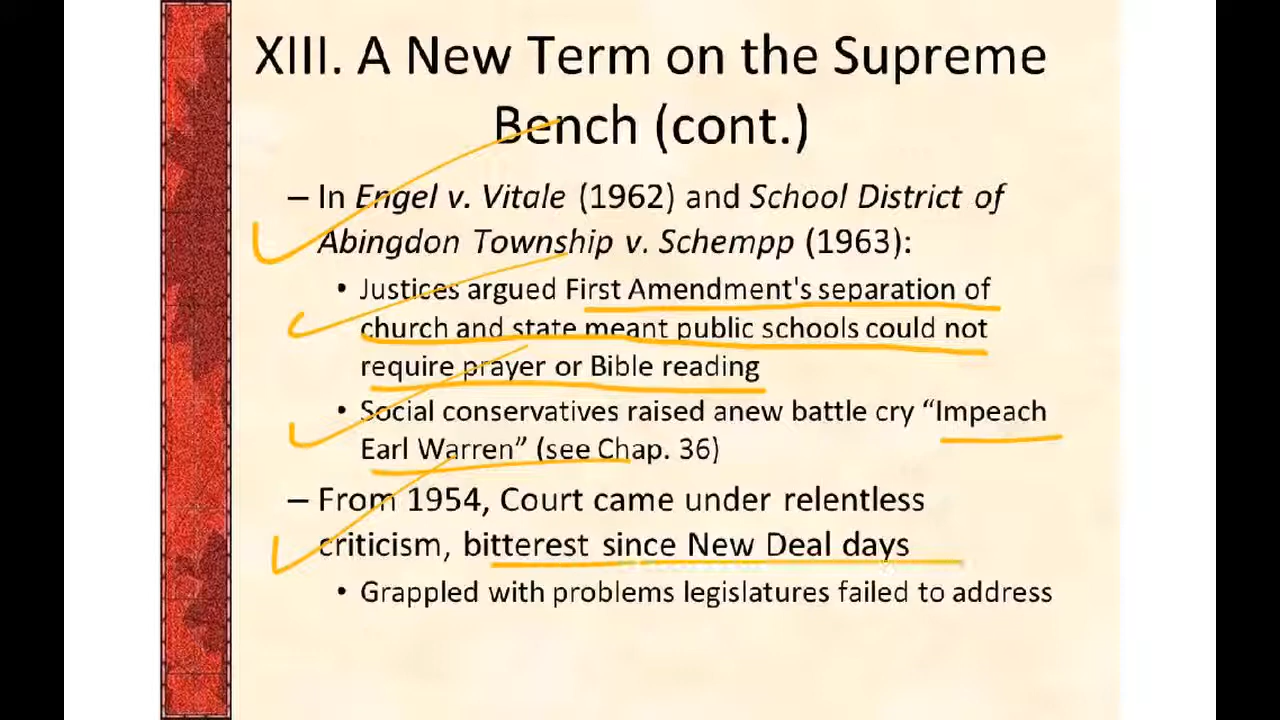 XIII. A New Term on the Supreme
Bench (cont.)
– In Engel v. Vitale (1962) and School District of
Abingdon Township v. Schempp (1963):
• Justices argued First Amendment's separation of
church and state meant public schools could not
require prayer or Bible reading
• Social conservatives raised anew battle cry “Impeach
Earl Warren” (see Chap. 36)
– From 1954, Court came under relentless
criticism, bitterest since New Deal days
• Grappled with problems legislatures failed to address